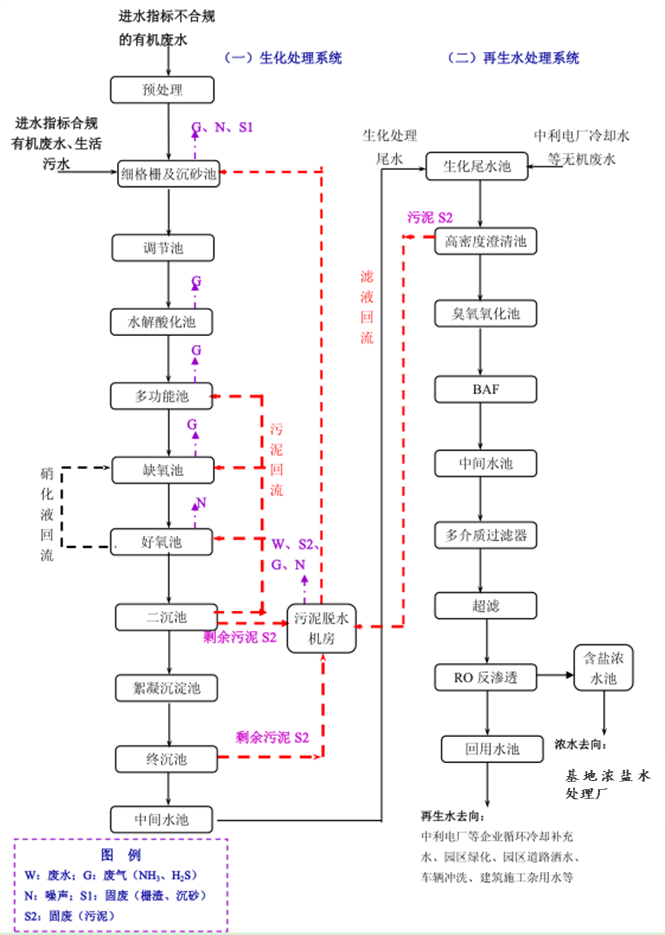 进水指标不合规
的有机废水
（一）生化处理系统
（二）再生水处理系统
预处理
进水指标合规
有机废水、生活
污水
G、N、S1
细格栅及沉砂池
生化处理
尾水
生化尾水池
中利电厂冷却水
等无机废水
污泥 S2
调节池
高密度澄清池
滤
液
回
流
G
水解酸化池
臭氧氧化池
G
多功能池
BAF
G
污
泥
回
流
硝
化
液
回
流
缺氧池
中间水池
N
好氧池
多介质过滤器
W、S2、
G、N
二沉池
剩余污泥 S2
污泥脱水
机房
超滤
絮凝沉淀池
RO 反渗透
含盐浓
水池
剩余污泥 S2
终沉池
回用水池
浓水去向：
基地浓盐水
处理厂
中间水池
再生水去向：
中利电厂等企业循环冷却补充
水、园区绿化、园区道路洒水、
车辆冲洗、建筑施工杂用水等
图 例
W：废水；G：废气（NH₃、H₂S）
N：噪声；S1：固废（栅渣、沉砂）
S2：固废（污泥）